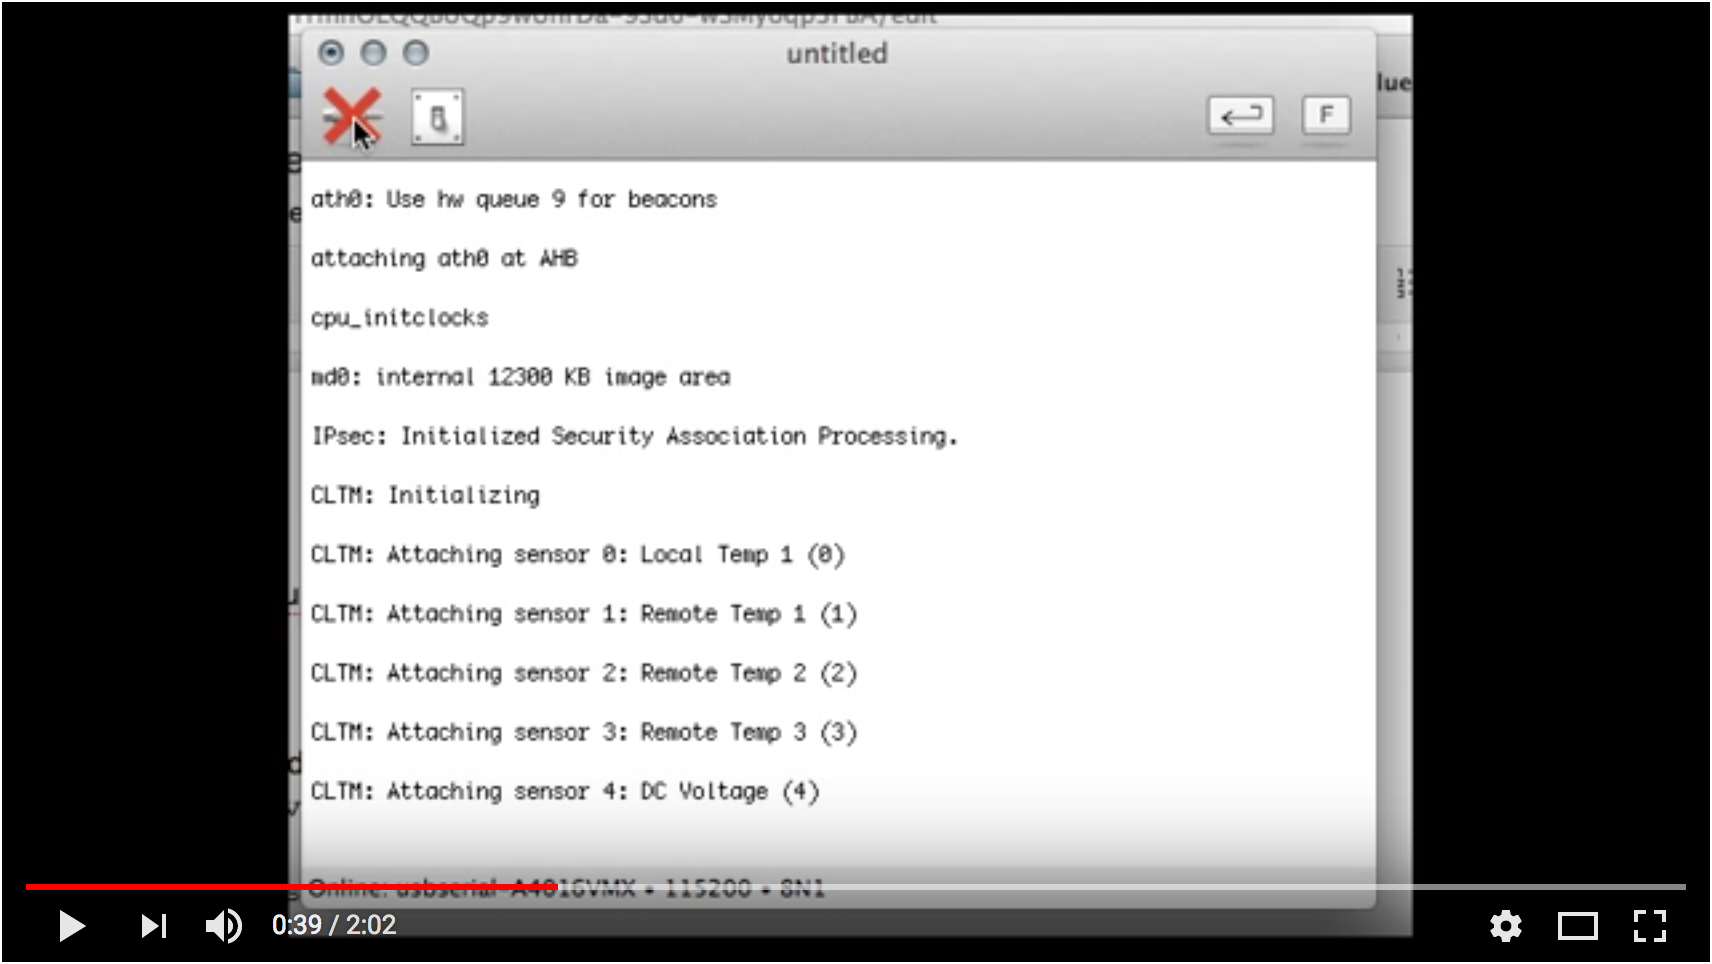 untitled
F
ath0: Use hw queue 9 for beacons
attaching ath0 at AHB
cpu_initclocks
md0: internal 12300 KB image area
IPsec: Initialized Security Association Processing.
CLTM: Initializing
CLTM: Attaching sensor 0: Local Temp 1 (0)
CLTM: Attaching sensor 1: Remote Temp 1 (1)
CLTM: Attaching sensor 2: Remote Temp 2 (2)
CLTM: Attaching sensor 3: Remote Temp 3 (3)
CLTM: Attaching sensor 4: DC Voltage (4)
Online: usbserial-A4016VMX • 115200 • 8N1
0:39 / 2:02